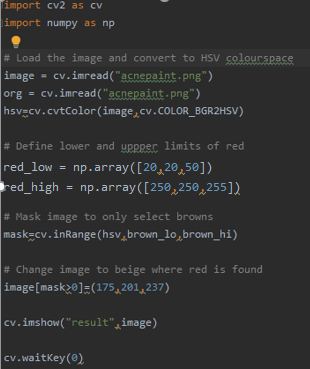 import cv2 as cv
import numpy as np
# Load the image and convert to HSV colourspace
image = cv.imread("acnepaint.png")
org = cv.imread("acnepaint.png")
hsv=cv.cvtColor(image,cv.COLOR_BGR2HSV)
# Define lower and uppper limits of red
red_low = np.array([20,20,50])
red_high = np.array([250,250,255])
# Mask image to only select browns
mask=cv.inRange(hsv,brown_lo,brown_hi)
# Change image to beige where red is found
image[mask>0]=(175,201,237)
cv.imshow("result",image)
cv.waitKey(0)